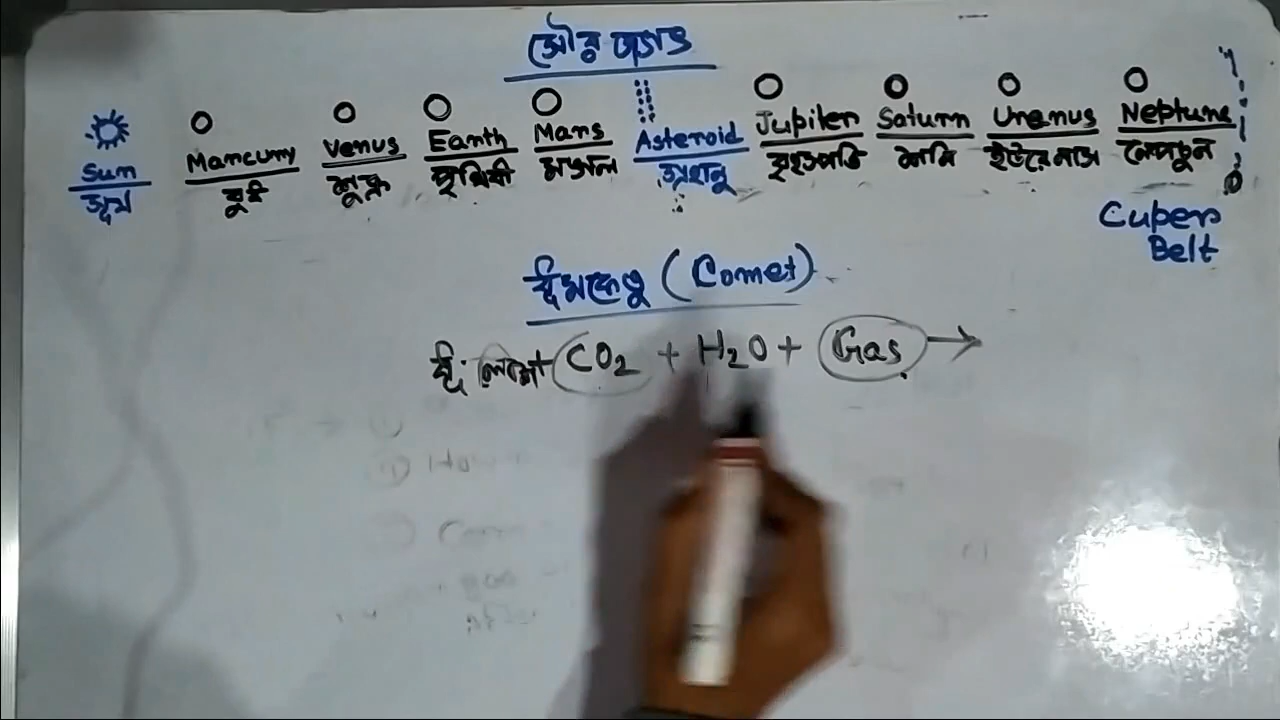 সৌর জগৎ
Sun Mercury Venus Earth Mars Asteroid Jupiter Saturn Uranus Neptune
সূর্য বুধ শুক্র পৃথিবী মঙ্গল গ্রহানু বৃহস্পতি শনি ইউরেনাস নেপচুন
Cuper
Belt
ধূমকেতু (Comet)
CO2 + H2O + Gas →